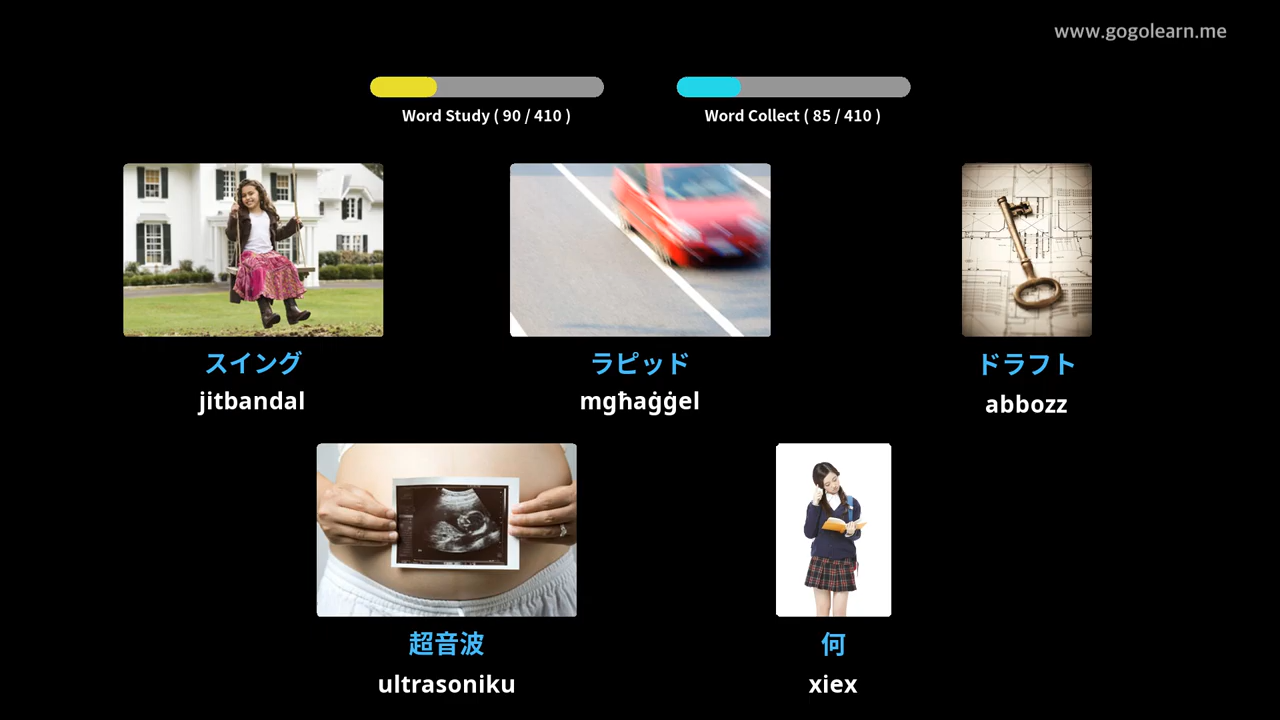 www.gogolearn.me
Word Study ( 90 / 410 )
Word Collect ( 85 / 410 )
スイング
jitbandal
ラピッド
mgħaġġel
ドラフト
abbozz
超音波
ultrasoniku
何
xiex